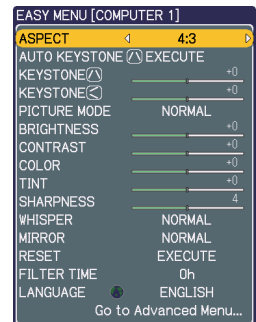 EASY MENU [COMPUTER 1]
ASPECT 4:3
AUTO KEYSTONE EXECUTE
KEYSTONE +0
KEYSTONE +0
PICTURE MODE NORMAL
BRIGHTNESS +0
CONTRAST +0
COLOR +0
TINT +0
SHARPNESS 4
WHISPER NORMAL
MIRROR NORMAL
RESET EXECUTE
FILTER TIME 0h
LANGUAGE ENGLISH
Go to Advanced Menu...